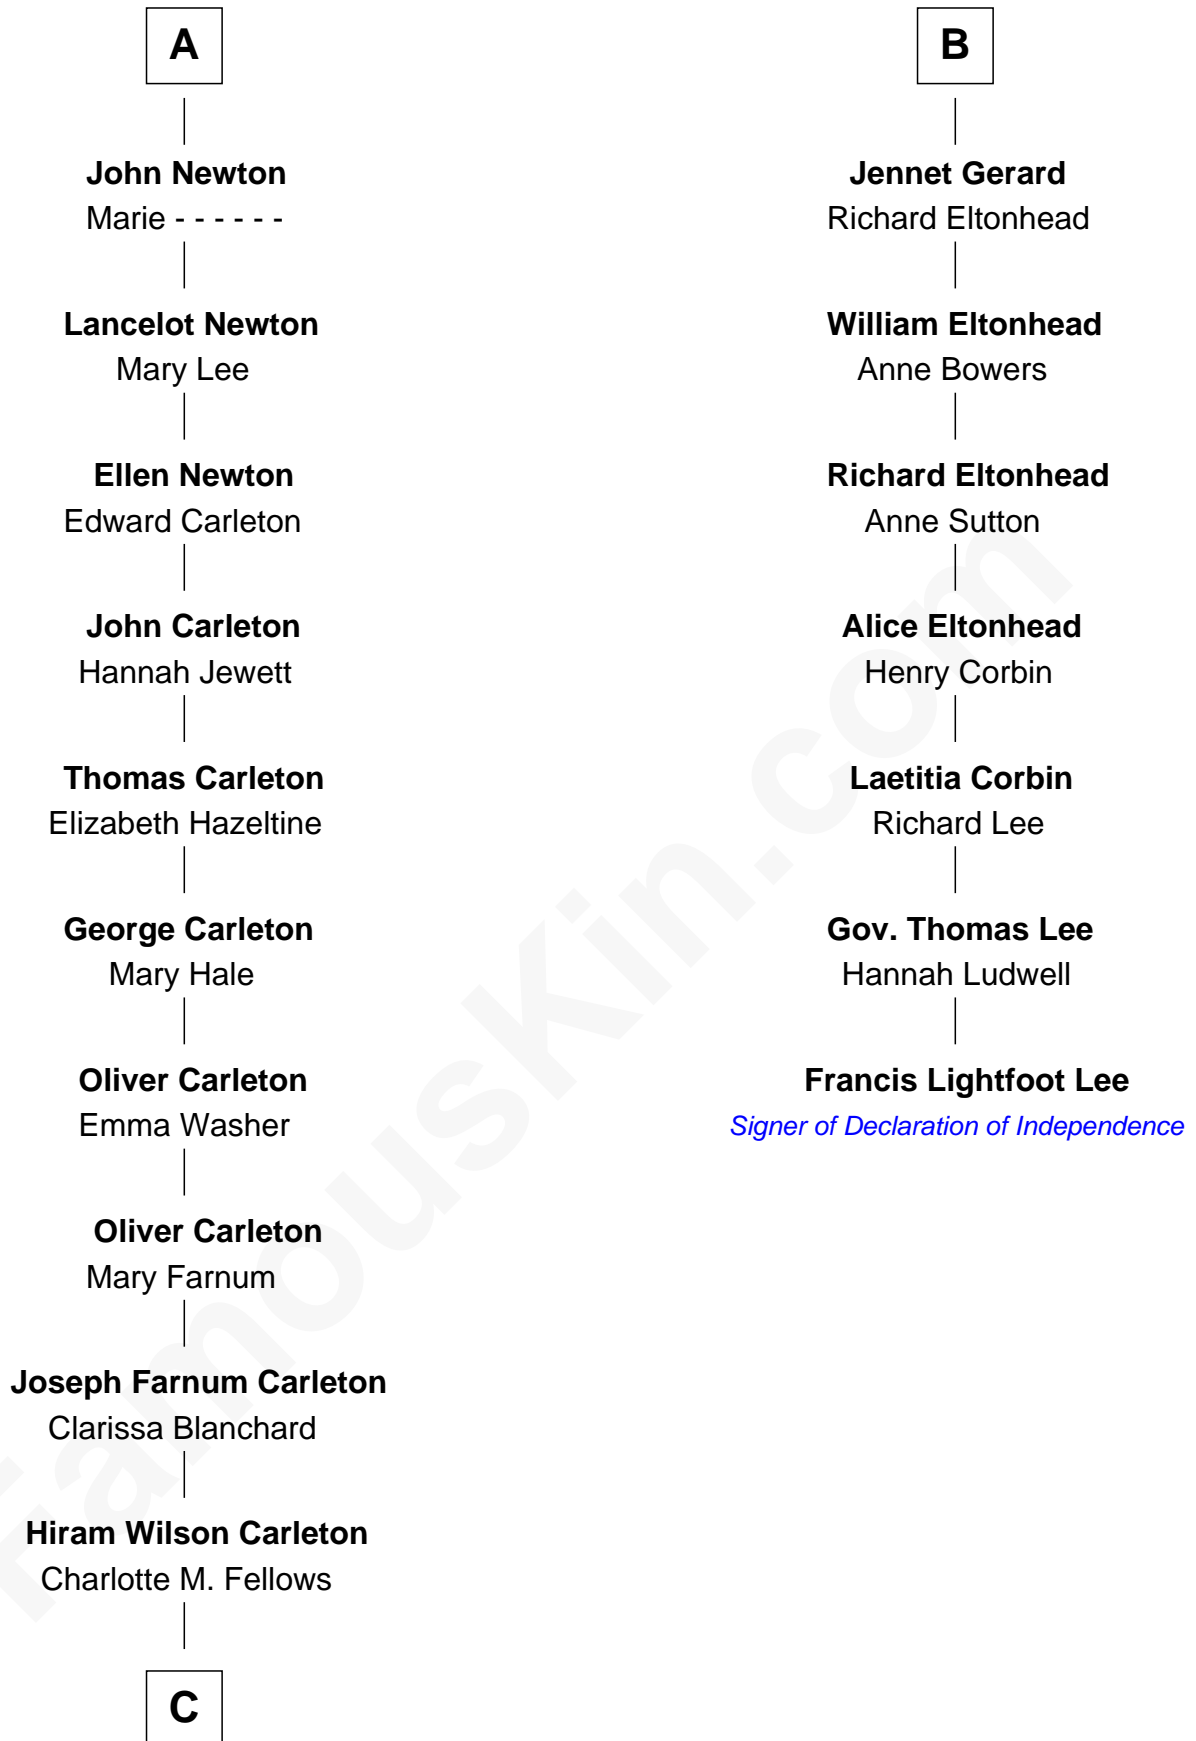 A
John Newton
Marie - - - - - -
Lancelot Newton
Mary Lee
Ellen Newton
Edward Carleton
John Carleton
Hannah Jewett
Thomas Carleton
Elizabeth Hazeltine
George Carleton
Mary Hale
Oliver Carleton
Emma Washer
Oliver Carleton
Mary Farnum
Joseph Farnum Carleton
Clarissa Blanchard
Hiram Wilson Carleton
Charlotte M. Fellows
C
B
Jennet Gerard
Richard Eltonhead
William Eltonhead
Anne Bowers
Richard Eltonhead
Anne Sutton
Alice Eltonhead
Henry Corbin
Laetitia Corbin
Richard Lee
Gov. Thomas Lee
Hannah Ludwell
Francis Lightfoot Lee
Signer of Declaration of Independence
FamousKin.com